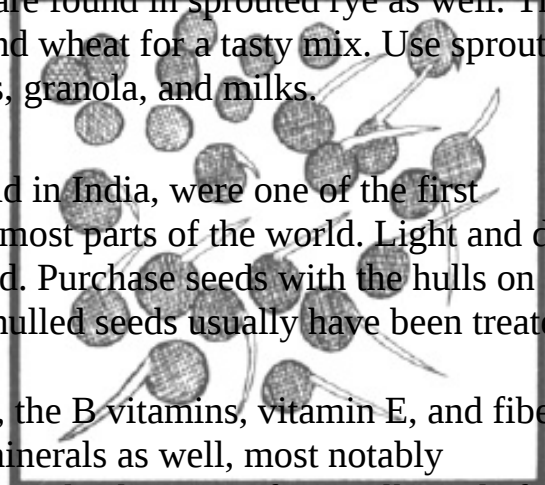 are found in sprouted rye as well. T
nd wheat for a tasty mix. Use sprout
s, granola, and milks.
d in India, were one of the first
most parts of the world. Light and d
d. Purchase seeds with the hulls on
hulled seeds usually have been treate
, the B vitamins, vitamin E, and fibe
inerals as well, most notably